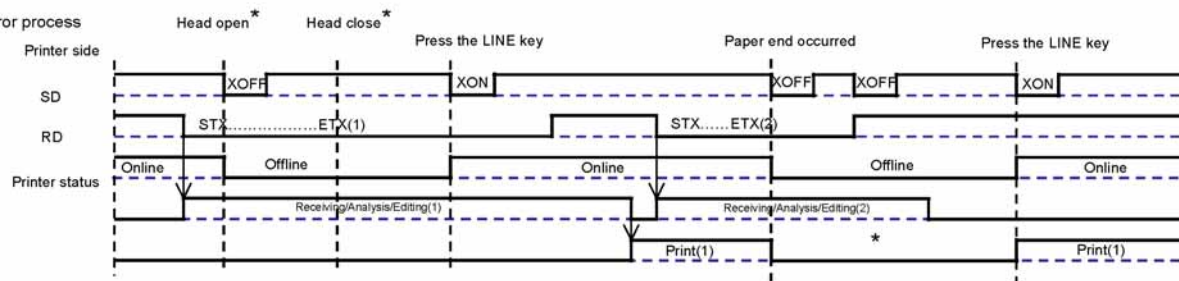 ror process
Head open*
Head close*
Printer side
Press the LINE key
Paper end occurred
Press the LINE key
SD
XOFF
XON
XOFF
XOFF
XON
RD
STX....................ETX(1)
STX......ETX(2)
Printer status
Online
Offline
Online
Offline
Online
Receiving/Analysis/Editing(1)
Receiving/Analysis/Editing(2)
Print(1)
*
Print(1)